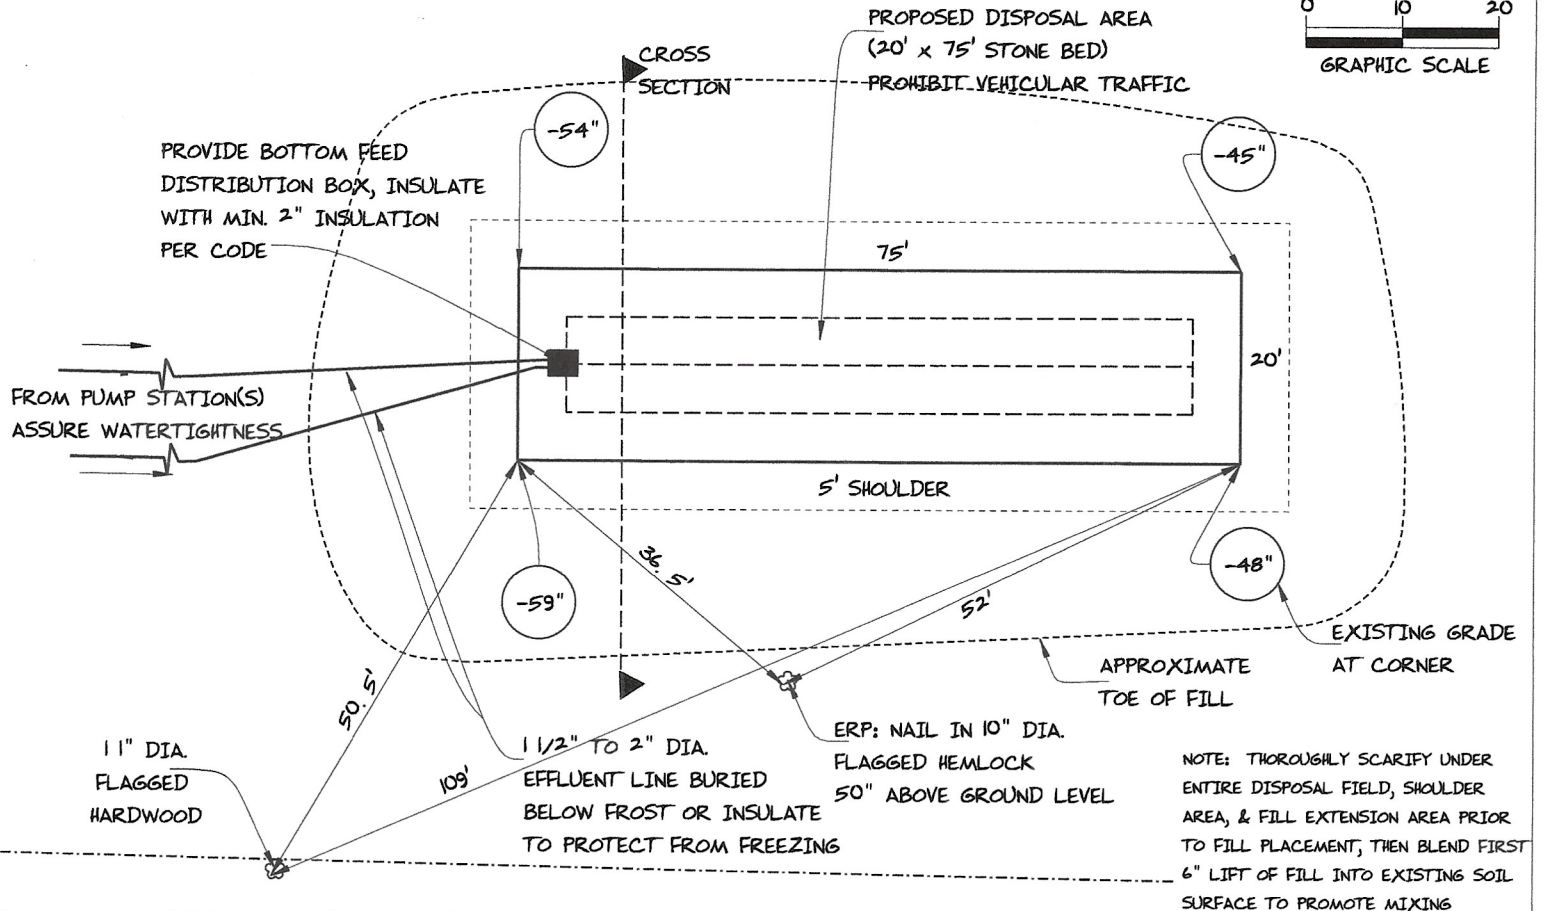 0 10 20
GRAPHIC SCALE
PROPOSED DISPOSAL AREA
(20' x 75' STONE BED)
PROHIBIT VEHICULAR TRAFFIC
CROSS
SECTION
-54"
-45"
PROVIDE BOTTOM FEED
DISTRIBUTION BOX, INSULATE
WITH MIN. 2" INSULATION
PER CODE
75'
20'
FROM PUMP STATION(S)
ASSURE WATERTIGHTNESS
5' SHOULDER
36.5'
52'
-59"
-48"
EXISTING GRADE
AT CORNER
APPROXIMATE
TOE OF FILL
50.5'
109'
11" DIA.
FLAGGED
HARDWOOD
1 1/2" TO 2" DIA.
EFFLUENT LINE BURIED
BELOW FROST OR INSULATE
TO PROTECT FROM FREEZING
ERP: NAIL IN 10" DIA.
FLAGGED HEMLOCK
50" ABOVE GROUND LEVEL
NOTE: THOROUGHLY SCARIFY UNDER
ENTIRE DISPOSAL FIELD, SHOULDER
AREA, & FILL EXTENSION AREA PRIOR
TO FILL PLACEMENT, THEN BLEND FIRST
6" LIFT OF FILL INTO EXISTING SOIL
SURFACE TO PROMOTE MIXING